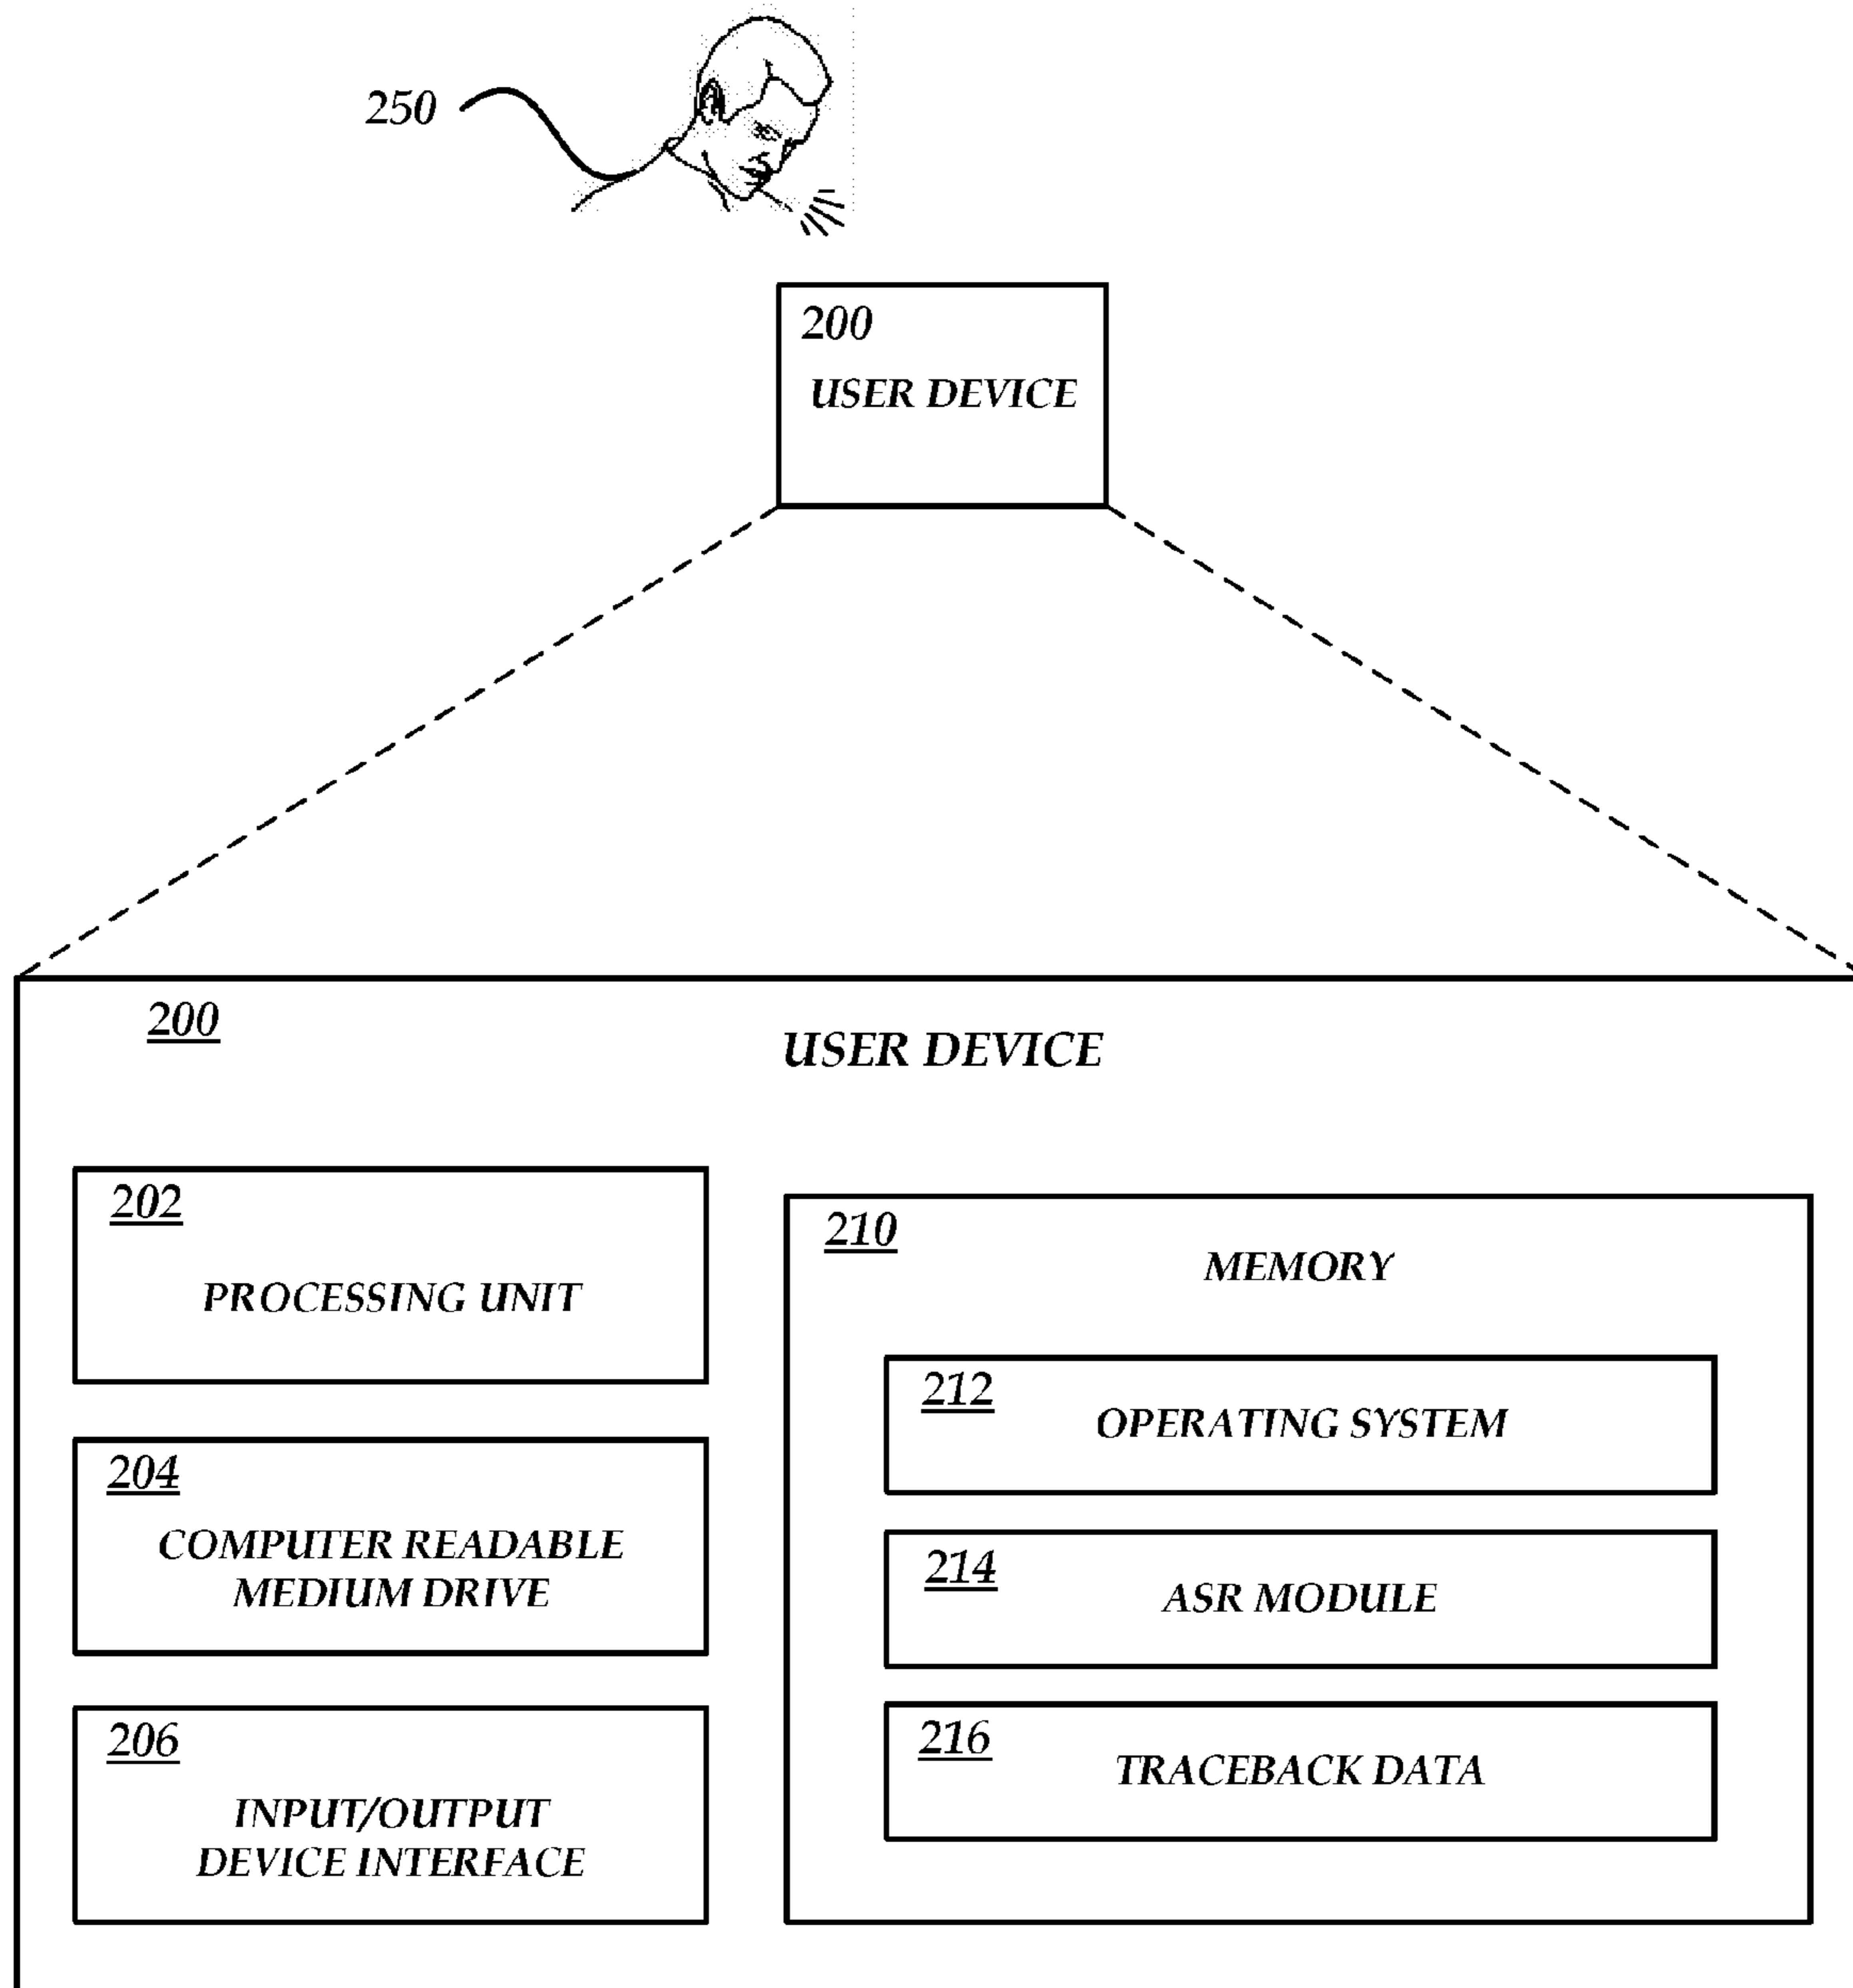 250
200
USER DEVICE
200
USER DEVICE
202
PROCESSING UNIT
204
COMPUTER READABLE
MEDIUM DRIVE
206
INPUT/OUTPUT
DEVICE INTERFACE
210
MEMORY
212
OPERATING SYSTEM
214
ASR MODULE
216
TRACEBACK DATA